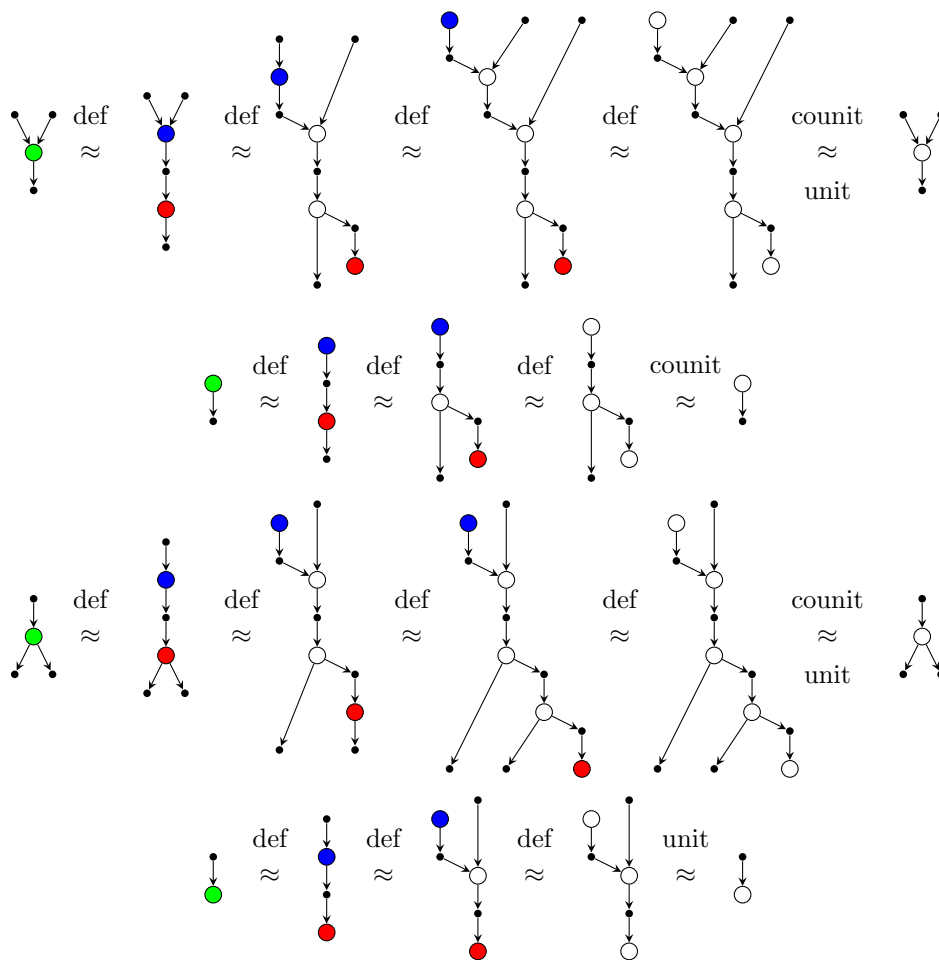 def def def def counit
≈ ≈ ≈ ≈ ≈
unit
def def def counit
≈ ≈ ≈ ≈
def def def def counit
≈ ≈ ≈ ≈ ≈
unit
def def def unit
≈ ≈ ≈ ≈